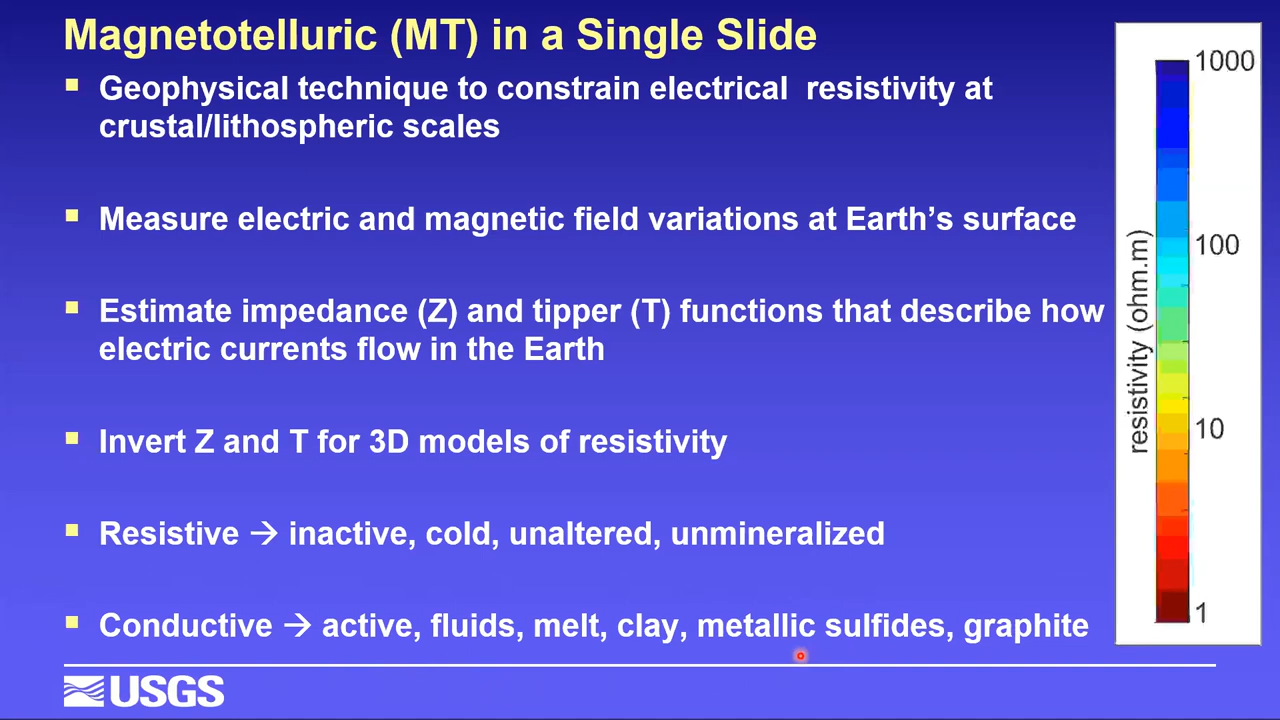 Magnetotelluric (MT) in a Single Slide
▪ Geophysical technique to constrain electrical  resistivity at
crustal/lithospheric scales
▪ Measure electric and magnetic field variations at Earth’s surface
▪ Estimate impedance (Z) and tipper (T) functions that describe how
electric currents flow in the Earth
▪ Invert Z and T for 3D models of resistivity
▪ Resistive → inactive, cold, unaltered, unmineralized
▪ Conductive → active, fluids, melt, clay, metallic sulfides, graphite
resistivity (ohm.m)
1000
100
10
1
USGS